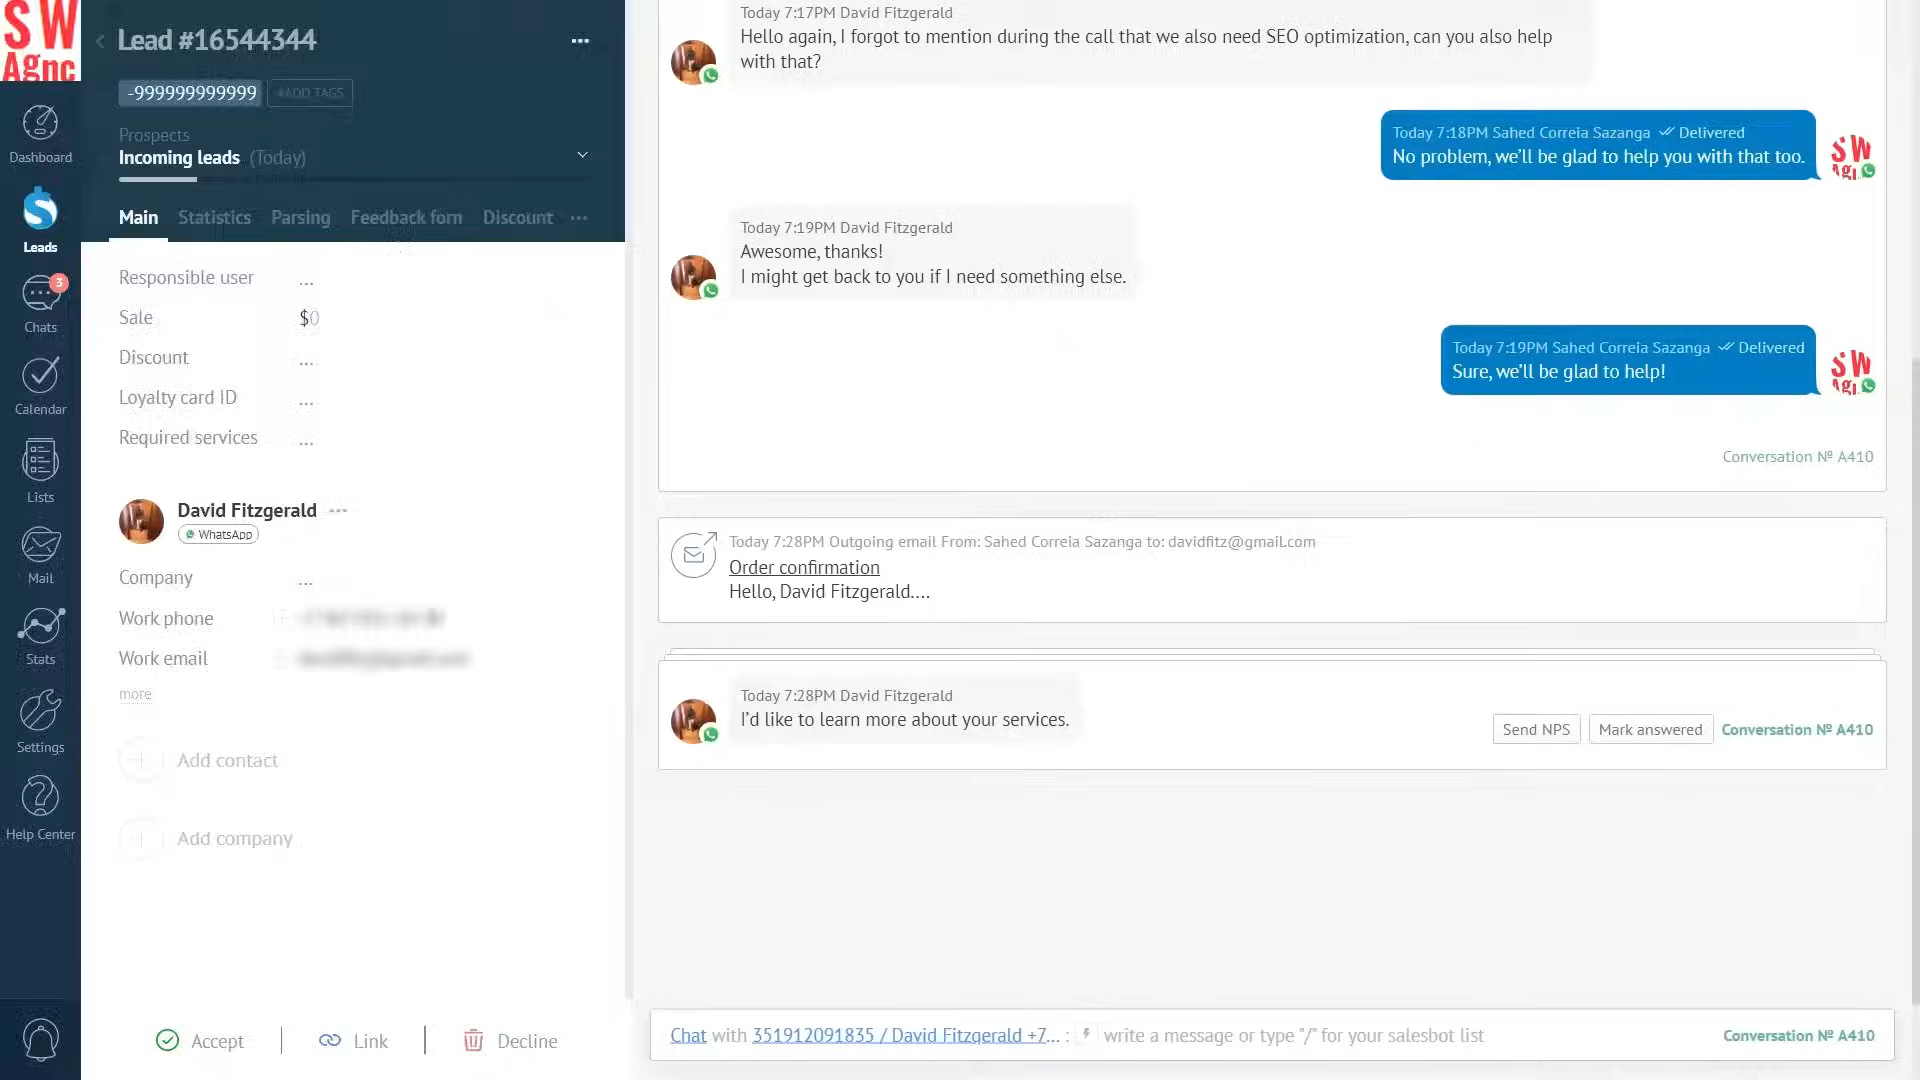 SW
Agnc
Dashboard
Leads
3
Chats
Calendar
Lists
Mail
Stats
Settings
Help Center
Lead #16544344
-999999999999
#ADD TAGS
Prospects
Incoming leads (Today)
Main Statistics Parsing Feedback form Discount
Responsible user ...
Sale $0
Discount ...
Loyalty card ID ...
Required services ...
David Fitzgerald
WhatsApp
Company ...
Work phone
Work email
more
Add contact
Add company
Accept
Link
Decline
Today 7:17PM David Fitzgerald
Hello again, I forgot to mention during the call that we also need SEO optimization, can you also help
with that?
Today 7:18PM Sahed Correia Sazanga Delivered
No problem, we’ll be glad to help you with that too.
Today 7:19PM David Fitzgerald
Awesome, thanks!
I might get back to you if I need something else.
Today 7:19PM Sahed Correia Sazanga Delivered
Sure, we’ll be glad to help!
Conversation № A410
Today 7:28PM Outgoing email From: Sahed Correia Sazanga to: davidfitz@gmail.com
Order confirmation
Hello, David Fitzgerald....
Today 7:28PM David Fitzgerald
I’d like to learn more about your services.
Send NPS
Mark answered
Conversation № A410
Chat with 351912091835 / David Fitzgerald +7... : write a message or type "/" for your salesbot list
Conversation № A410